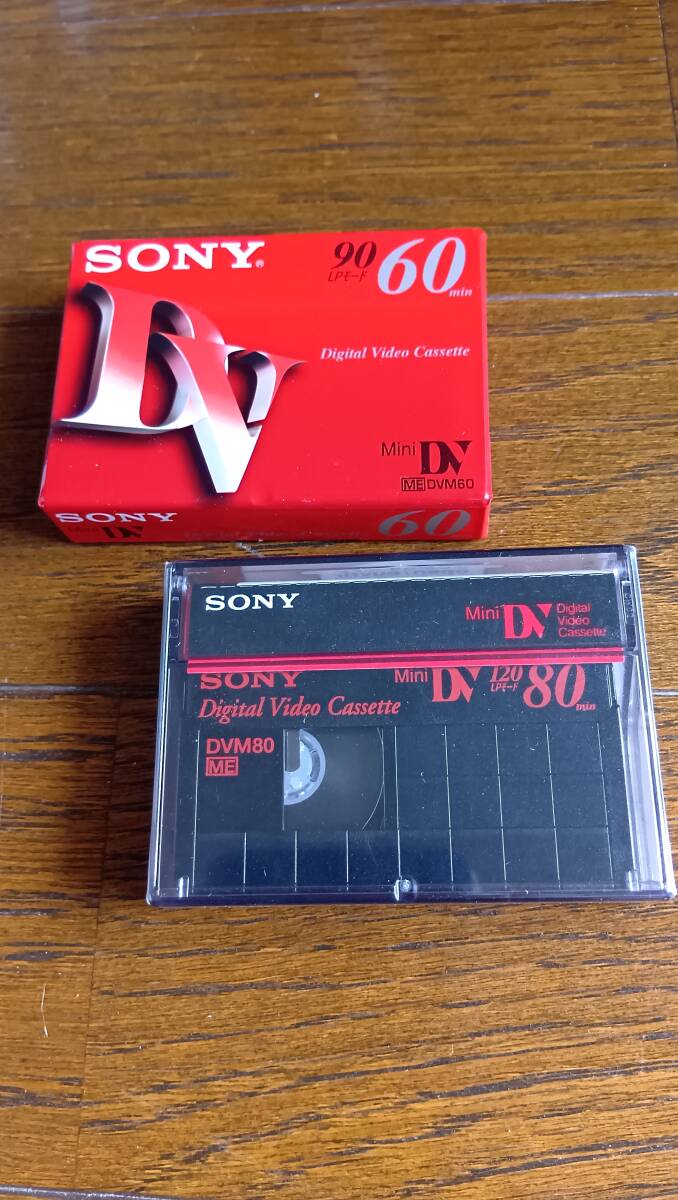 SONY®
90 60
LPモード min
DV
Digital Video Cassette
Mini DV
ME DVM60
SONY
60
Mini DV
SONY
Mini DV Digital Video Cassette
SONY
Mini DV 120 LPモード 80 min
Digital Video Cassette
DVM80
ME